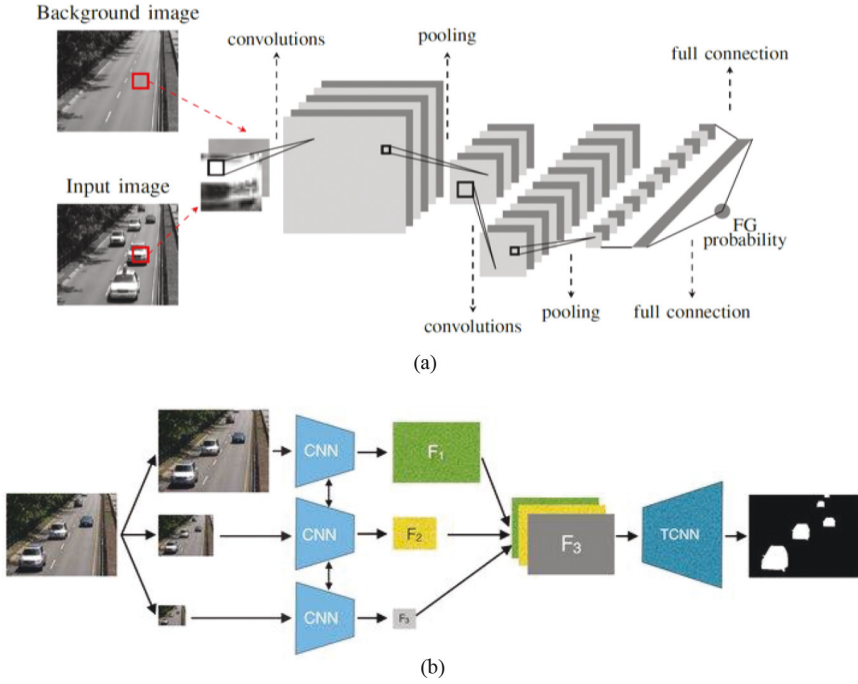 Background image
convolutions
pooling
full connection
Input image
FG
probability
convolutions
pooling
full connection
(a)
CNN
F₁
CNN
F₂
F₃
TCNN
CNN
F₃
(b)